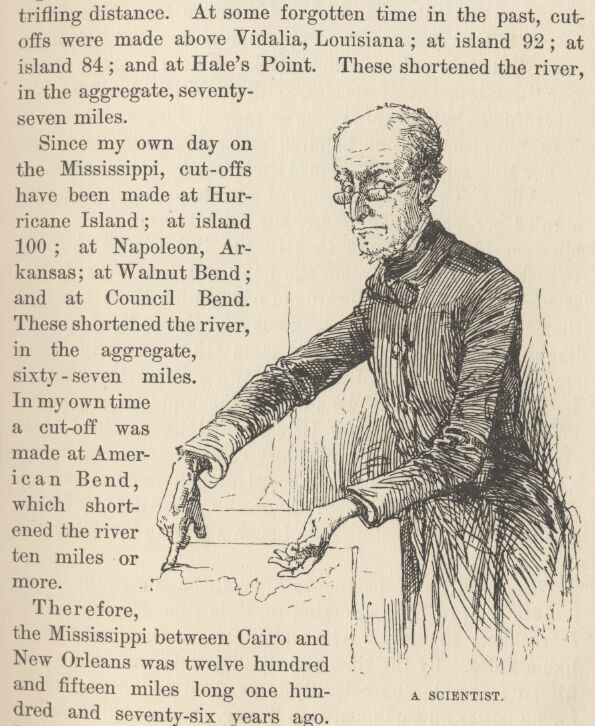 trifling distance. At some forgotten time in the past, cut-
offs were made above Vidalia, Louisiana; at island 92; at
island 84; and at Hale's Point. These shortened the river,
in the aggregate, seventy-
seven miles.
Since my own day on
the Mississippi, cut-offs
have been made at Hur-
ricane Island; at island
100; at Napoleon, Ar-
kansas; at Walnut Bend;
and at Council Bend.
These shortened the river,
in the aggregate,
sixty-seven miles.
In my own time
a cut-off was
made at Amer-
ican Bend,
which short-
ened the river
ten miles or
more.
Therefore,
the Mississippi between Cairo and
New Orleans was twelve hundred
and fifteen miles long one hun-
dred and seventy-six years ago.
A SCIENTIST.